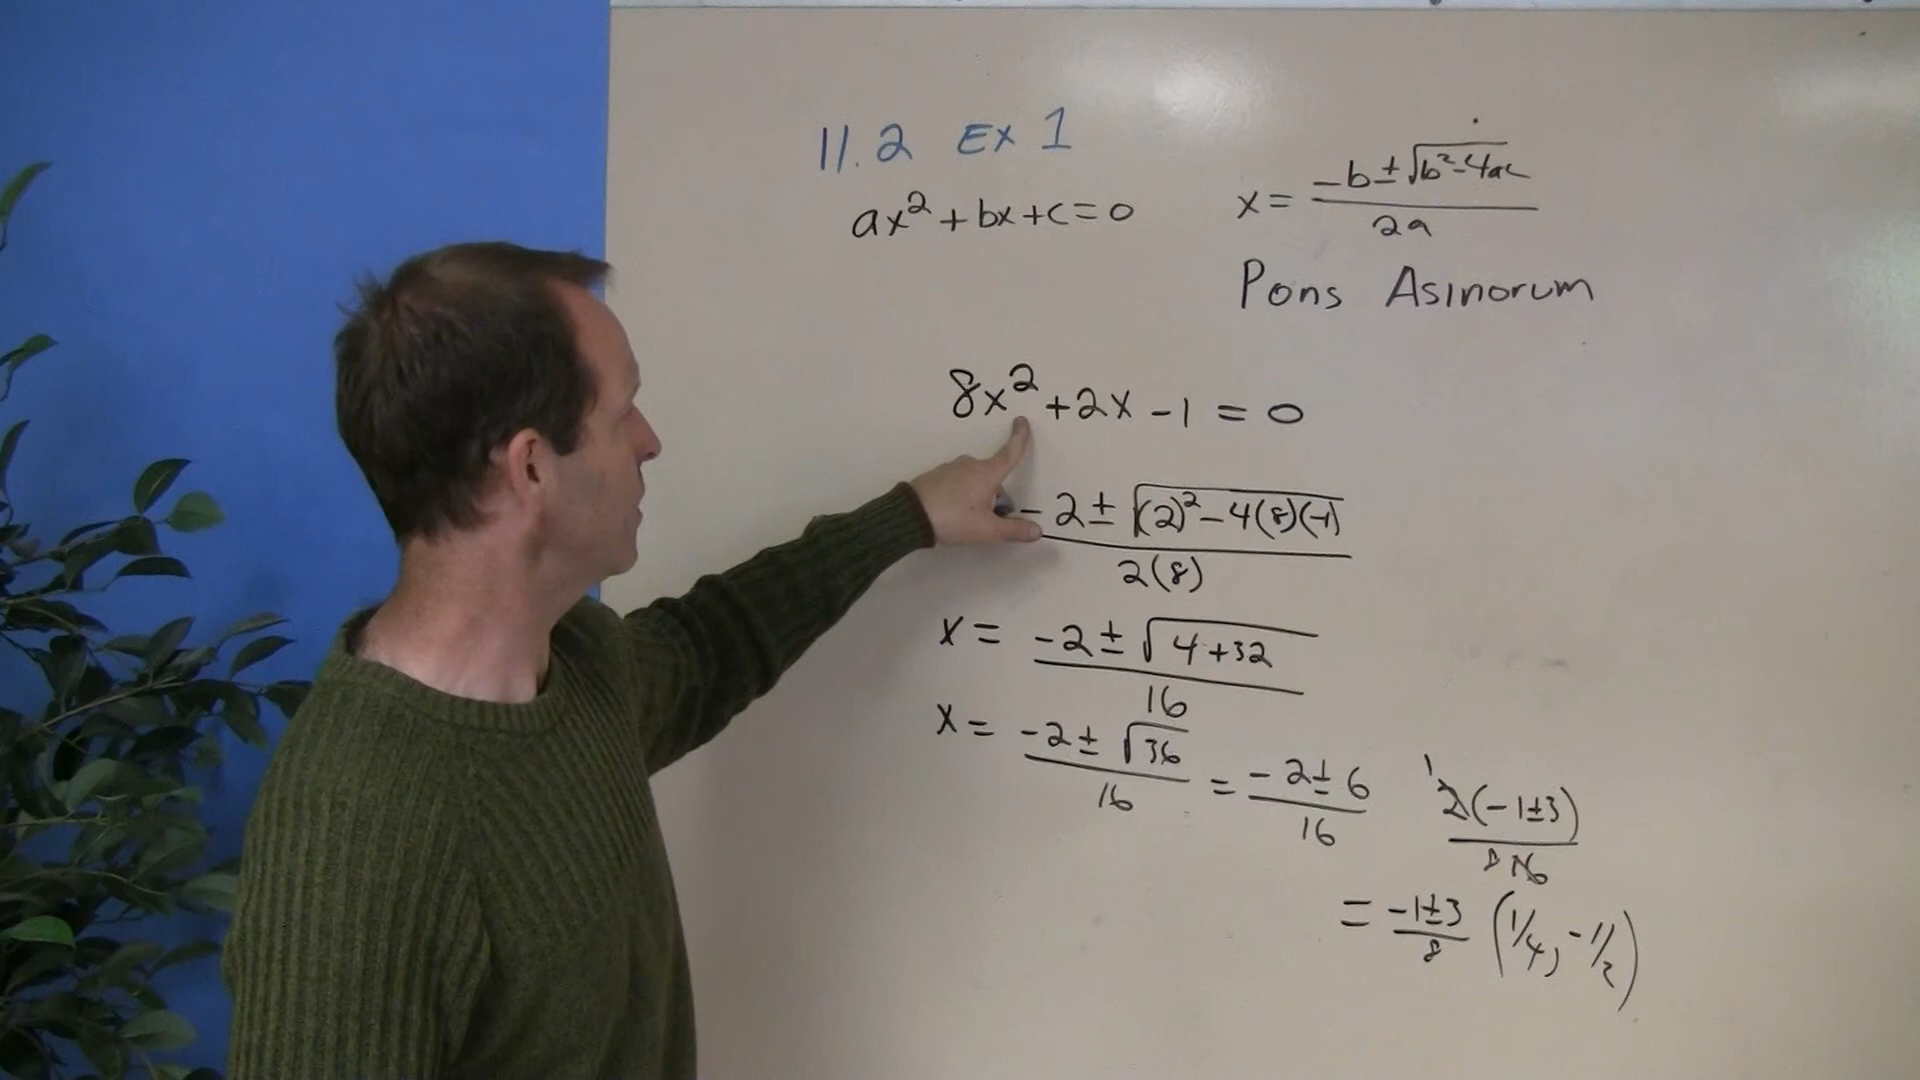 11.2 Ex 1
ax² + bx + c = 0
x = (-b ± √(b² - 4ac)) / 2a
Pons Asinorum
8x² + 2x - 1 = 0
-2 ± √((2)² - 4(8)(-1)) / 2(8)
x = (-2 ± √(4 + 32)) / 16
x = (-2 ± √36) / 16 = (-2 ± 6) / 16
1 2(-1 ± 3) / 8 16
= (-1 ± 3) / 8 (1/4, -1/2)